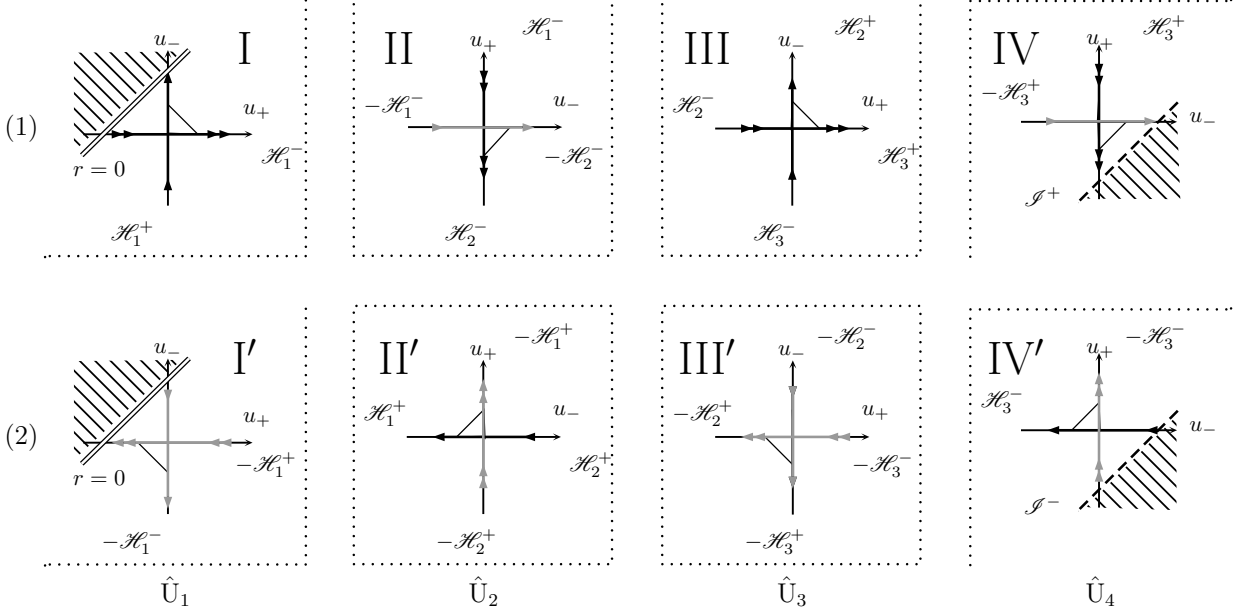 (1)
I
u₋
u₊
r = 0
ℋ₁⁻
ℋ₁⁺
II
ℋ₁⁻
u₊
−ℋ₁⁻
u₋
−ℋ₂⁻
ℋ₂⁻
III
ℋ₂⁺
u₋
ℋ₂⁻
u₊
ℋ₃⁺
ℋ₃⁻
IV
ℋ₃⁺
u₊
−ℋ₃⁺
u₋
ℐ⁺
(2)
I′
u₋
u₊
r = 0
−ℋ₁⁺
−ℋ₁⁻
II′
−ℋ₁⁺
u₊
ℋ₁⁺
u₋
ℋ₂⁺
−ℋ₂⁺
III′
−ℋ₂⁻
u₋
−ℋ₂⁺
u₊
−ℋ₃⁻
−ℋ₃⁺
IV′
−ℋ₃⁻
u₊
ℋ₃⁻
u₋
ℐ⁻
Û₁
Û₂
Û₃
Û₄